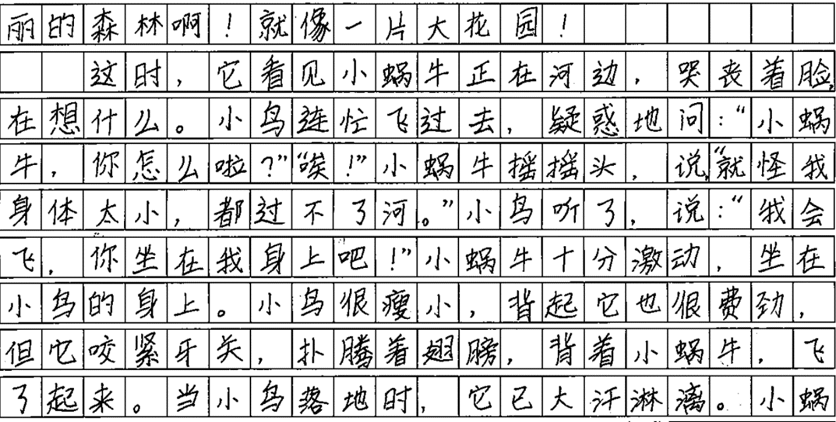 丽的森林啊！就像一片大花园！
这时，它看见小蜗牛正在河边，哭丧着脸，
在想什么。小鸟连忙飞过去，疑惑地问：“小蜗
牛，你怎么啦？”“唉！”小蜗牛摇摇头，说，“就怪我
身体太小，都过不了河。”小鸟听了，说：“我会
飞，你坐在我身上吧！”小蜗牛十分激动，坐在
小鸟的身上。小鸟很瘦小，背起它也很费劲，
但它咬紧牙关，扑腾着翅膀，背着小蜗牛，飞
了起来。当小鸟落地时，它已大汗淋漓。小蜗